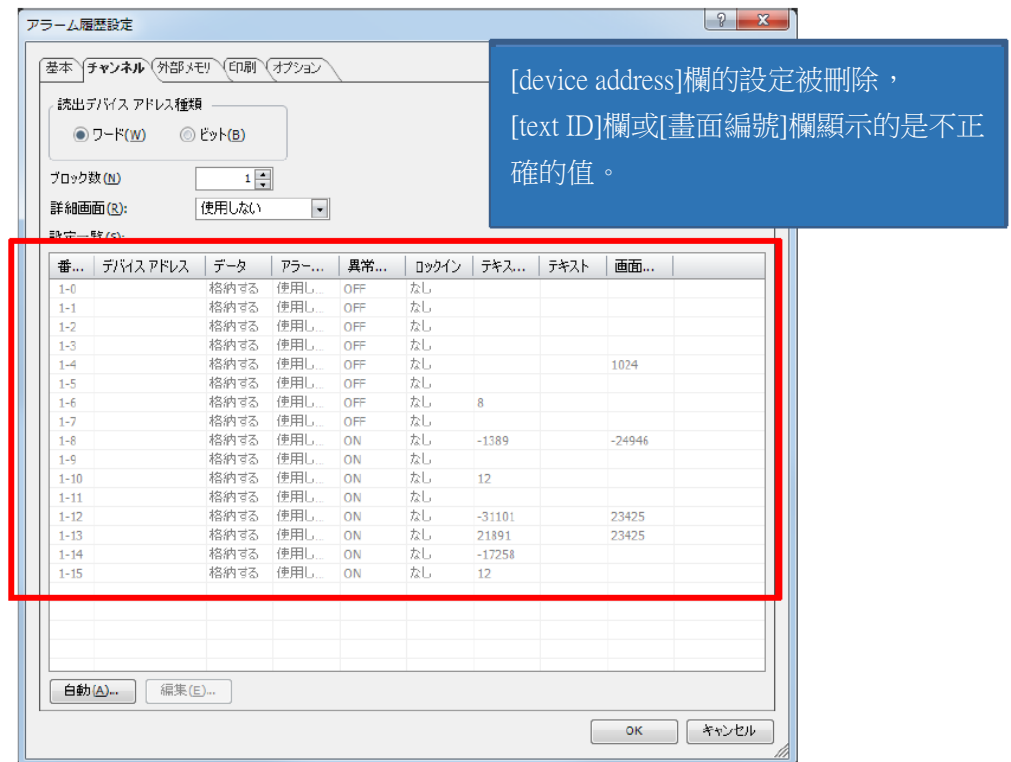 アラーム履歴設定
基本 チャンネル 外部メモリ 印刷 オプション
[device address]欄的設定被刪除，
[text ID]欄或[畫面編號]欄顯示的是不正
確的值。
読出デバイス アドレス種類
ワード(W) ビット(B)
ブロック数(N) 1
詳細画面(R): 使用しない
設定一覧(S):
番... デバイス アドレス データ アラー... 異常... ロックイン テキス... テキスト 画面...
1-0 格納する 使用し... OFF なし
1-1 格納する 使用し... OFF なし
1-2 格納する 使用し... OFF なし
1-3 格納する 使用し... OFF なし
1-4 格納する 使用し... OFF なし 1024
1-5 格納する 使用し... OFF なし
1-6 格納する 使用し... OFF なし 8
1-7 格納する 使用し... OFF なし
1-8 格納する 使用し... ON なし -1389 -24946
1-9 格納する 使用し... ON なし
1-10 格納する 使用し... ON なし 12
1-11 格納する 使用し... ON なし
1-12 格納する 使用し... ON なし -31101 23425
1-13 格納する 使用し... ON なし 21891 23425
1-14 格納する 使用し... ON なし -17258
1-15 格納する 使用し... ON なし 12
自動(A)... 編集(E)...
OK キャンセル